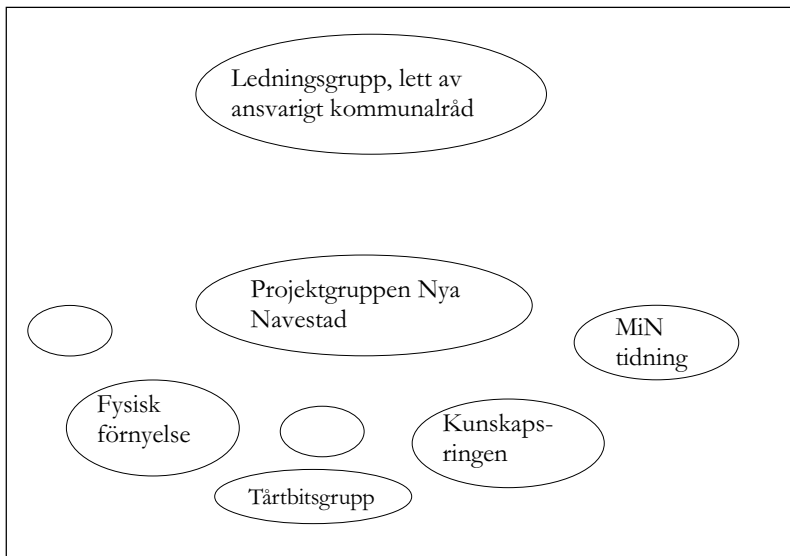 Ledningsgrupp, lett av
ansvarigt kommunalråd
Projektgruppen Nya
Navestad
MiN
tidning
Fysisk
förnyelse
Kunskaps-
ringen
Tårtbitsgrupp